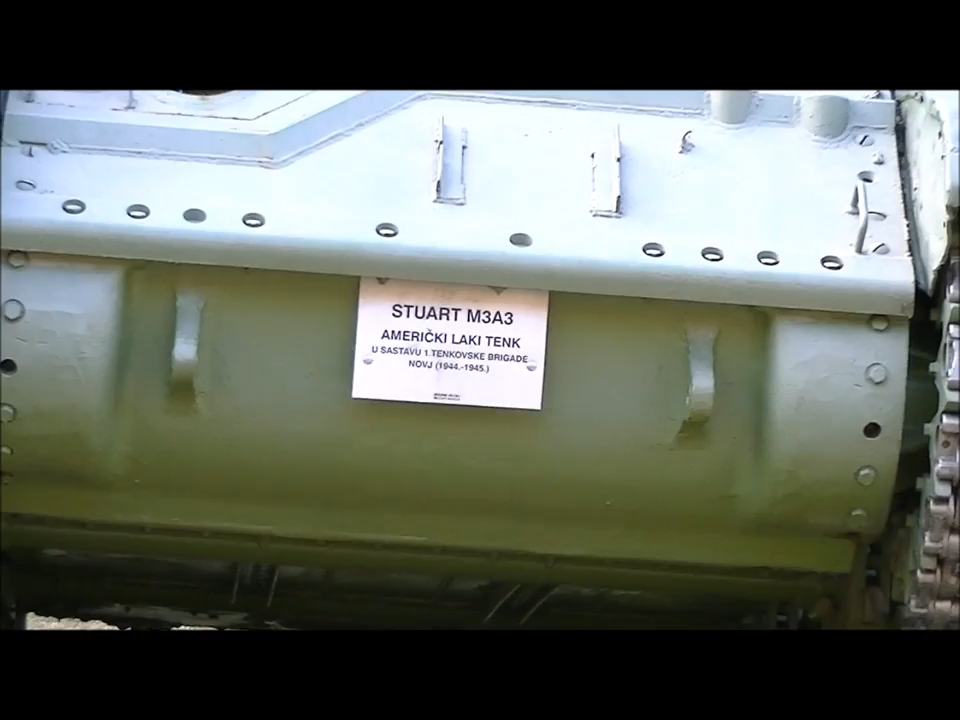 STUART M3A3
AMERIČKI LAKI TENK
U SASTAVU 1.TENKOVSKE BRIGADE
NOVJ (1944.-1945.)